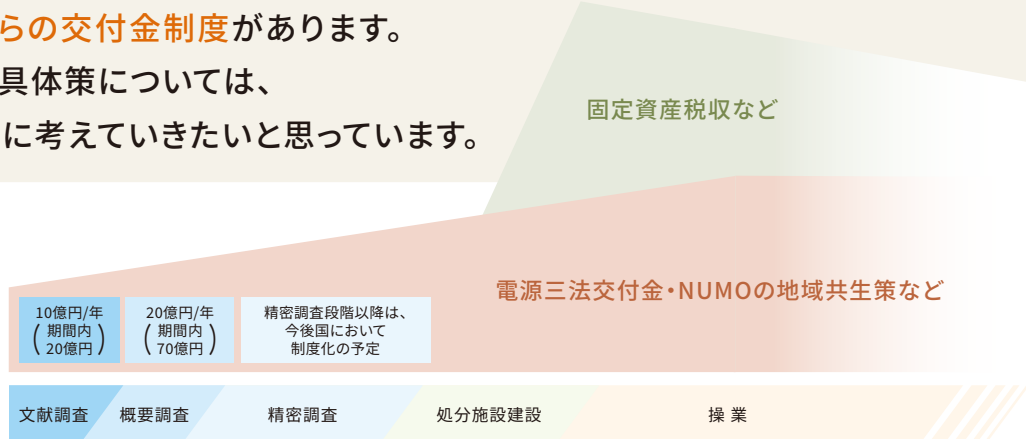 らの交付金制度があります。
具体策については、
に考えていきたいと思っています。
固定資産税収など
電源三法交付金・NUMOの地域共生策など
10億円/年
(期間内
20億円)
20億円/年
(期間内
70億円)
精密調査段階以降は、
今後国において
制度化の予定
文献調査
概要調査
精密調査
処分施設建設
操業